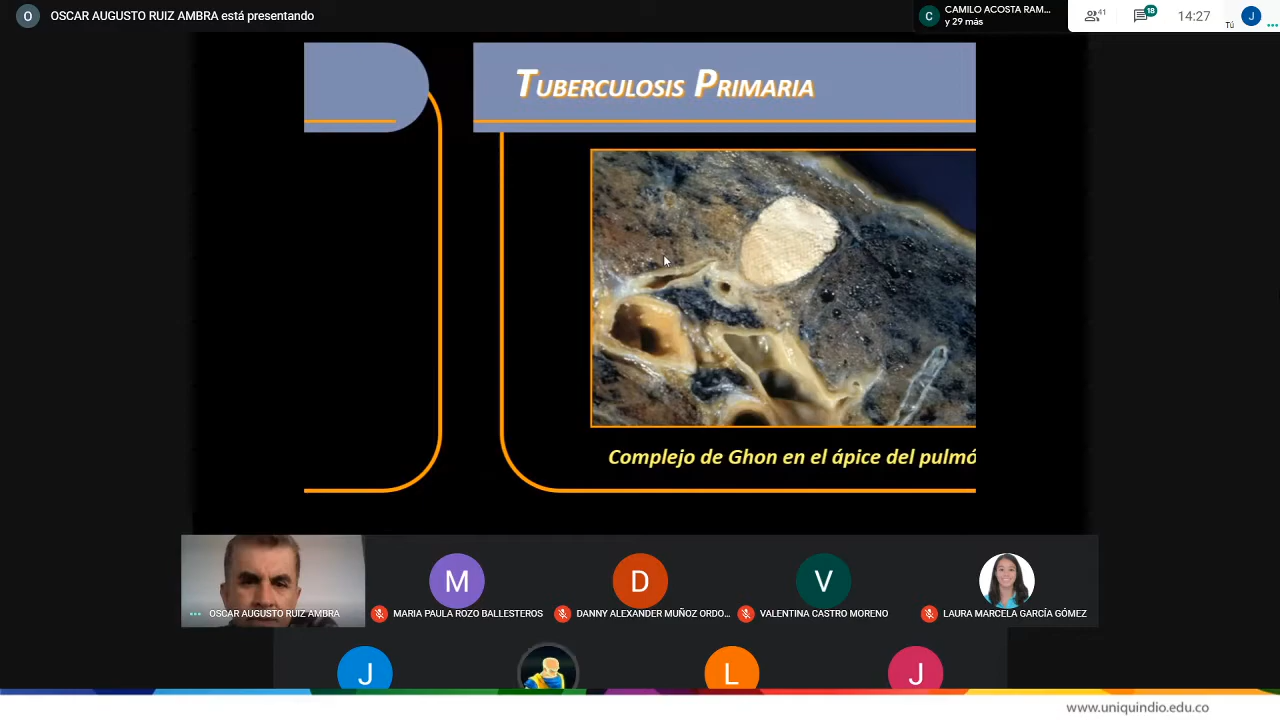 O OSCAR AUGUSTO RUIZ AMBRA está presentando
C CAMILO ACOSTA RAM...
y 29 más
41
18
14:27
Tú
J
TUBERCULOSIS PRIMARIA
Complejo de Ghon en el ápice del pulmó
OSCAR AUGUSTO RUIZ AMBRA
M
MARIA PAULA ROZO BALLESTEROS
D
DANNY ALEXANDER MUÑOZ ORDO...
V
VALENTINA CASTRO MORENO
LAURA MARCELA GARCÍA GÓMEZ
J
L
J
www.uniquindio.edu.co